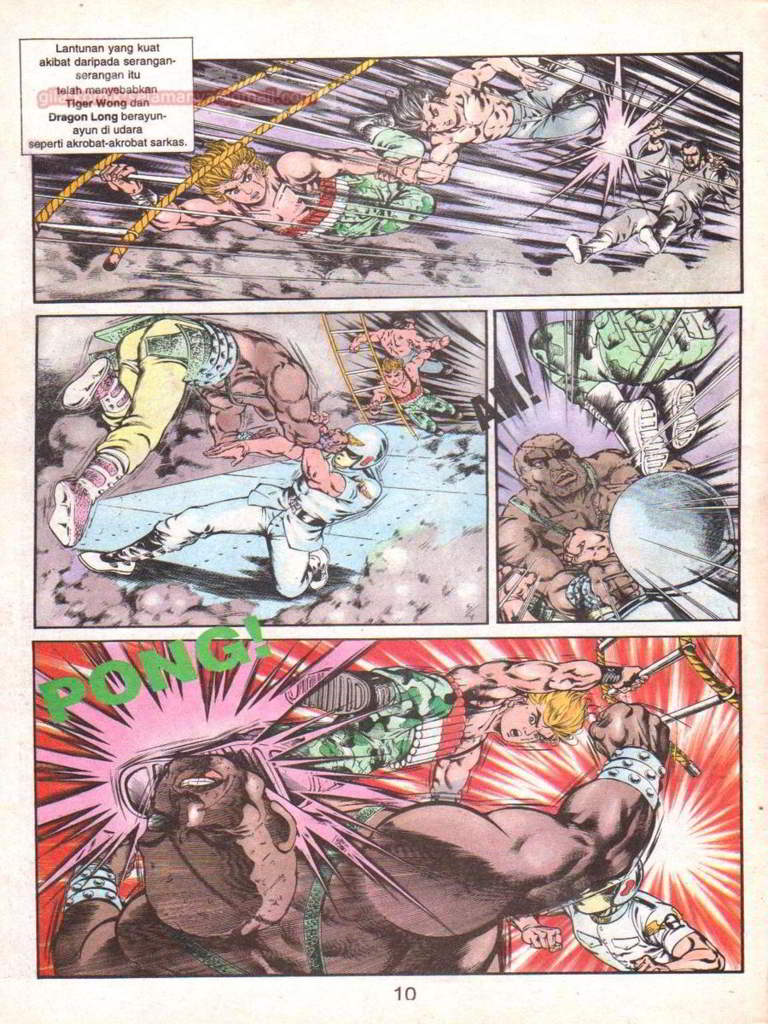 Lantunan yang kuat
akibat daripada serangan-
serangan itu
telah menyebabkan
Tiger Wong dan
Dragon Long berayun-
ayun di udara
seperti akrobat-akrobat sarkas.
PONG!
10